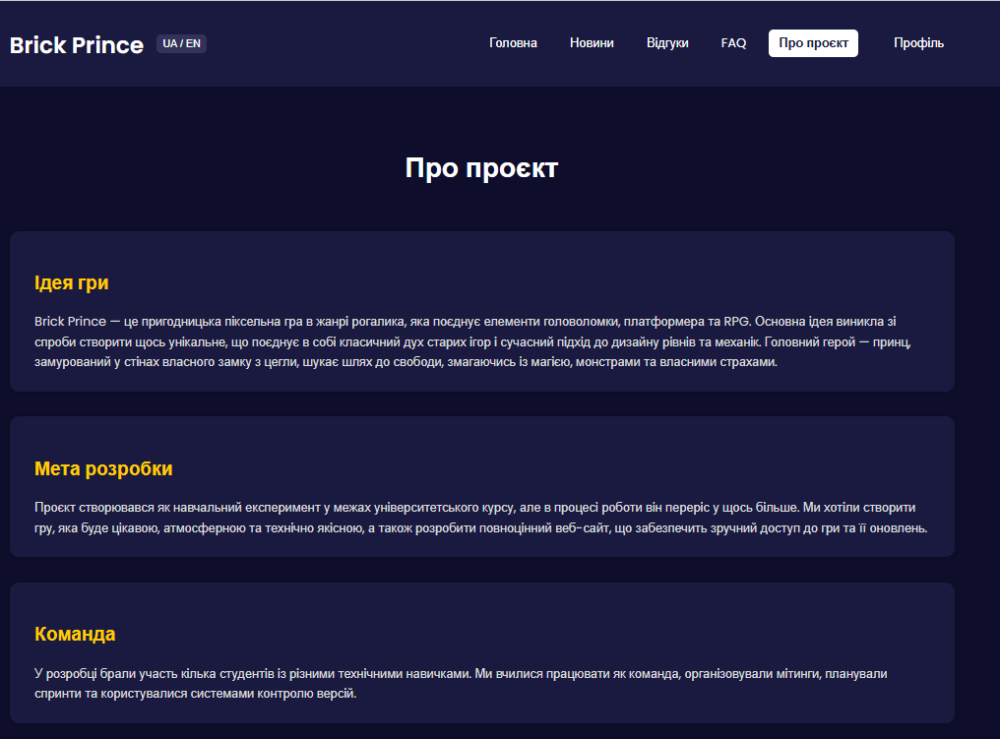 Brick Prince UA / EN Головна Новини Відгуки FAQ Про проєкт Профіль
Про проєкт
Ідея гри
Brick Prince — це пригодницька піксельна гра в жанрі рогалика, яка поєднує елементи головоломки, платформера та RPG. Основна ідея виникла зі
спроби створити щось унікальне, що поєднує в собі класичний дух старих ігор і сучасний підхід до дизайну рівнів та механік. Головний герой — принц,
замурований у стінах власного замку з цегли, шукає шлях до свободи, змагаючись із магією, монстрами та власними страхами.
Мета розробки
Проєкт створювався як навчальний експеримент у межах університетського курсу, але в процесі роботи він переріс у щось більше. Ми хотіли створити
гру, яка буде цікавою, атмосферною та технічно якісною, а також розробити повноцінний веб-сайт, що забезпечить зручний доступ до гри та її оновлень.
Команда
У розробці брали участь кілька студентів із різними технічними навичками. Ми вчилися працювати як команда, організовували мітинги, планували
спринти та користувалися системами контролю версій.